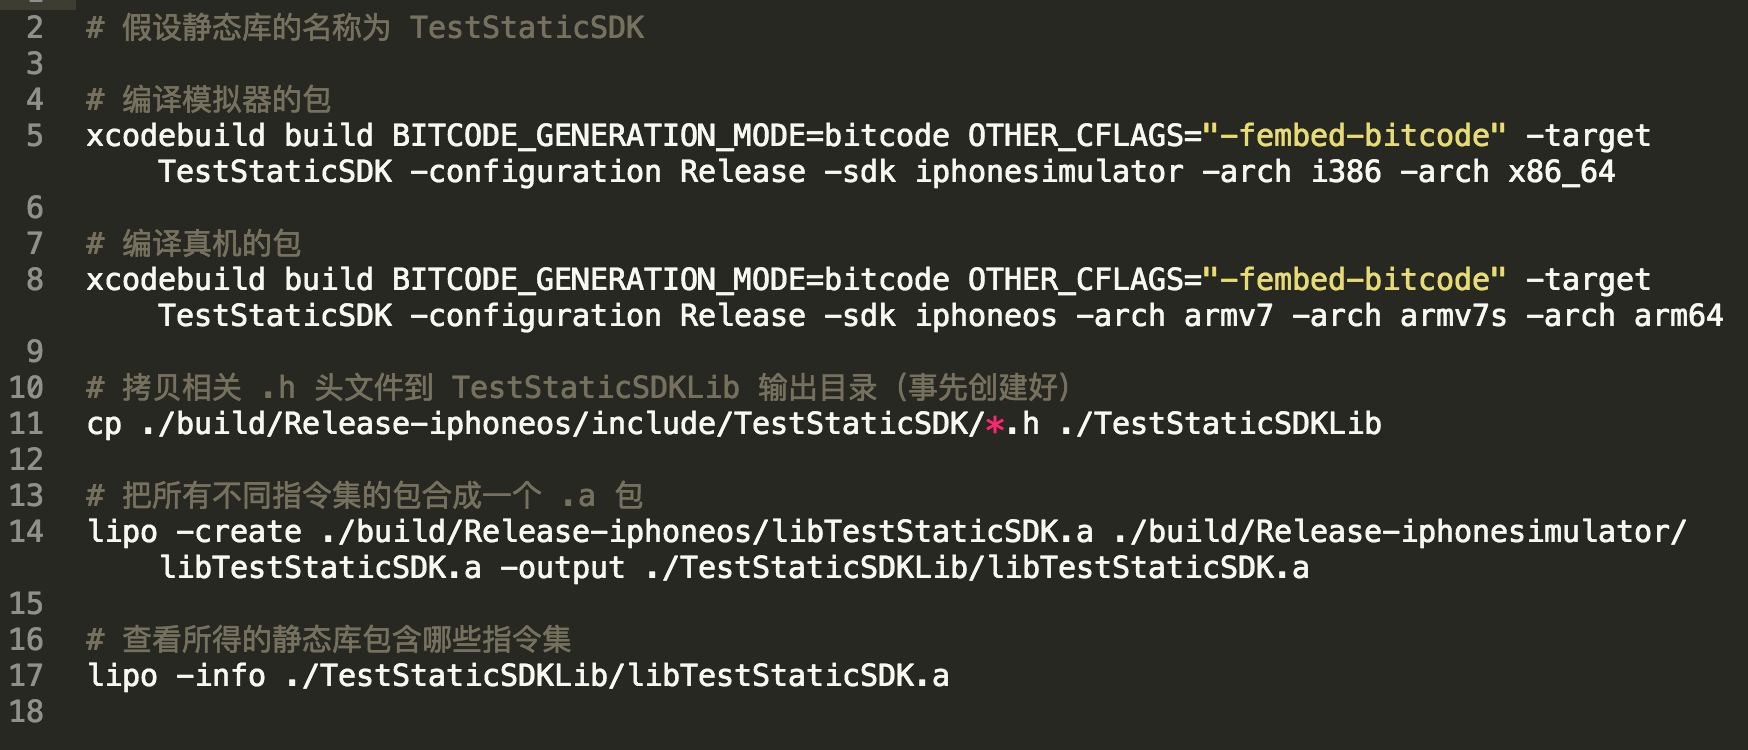 2 # 假设静态库的名称为 TestStaticSDK
3
4 # 编译模拟器的包
5 xcodebuild build BITCODE_GENERATION_MODE=bitcode OTHER_CFLAGS="-fembed-bitcode" -target
TestStaticSDK -configuration Release -sdk iphonesimulator -arch i386 -arch x86_64
6
7 # 编译真机的包
8 xcodebuild build BITCODE_GENERATION_MODE=bitcode OTHER_CFLAGS="-fembed-bitcode" -target
TestStaticSDK -configuration Release -sdk iphoneos -arch armv7 -arch armv7s -arch arm64
9
10 # 拷贝相关 .h 头文件到 TestStaticSDKLib 输出目录（事先创建好）
11 cp ./build/Release-iphoneos/include/TestStaticSDK/*.h ./TestStaticSDKLib
12
13 # 把所有不同指令集的包合成一个 .a 包
14 lipo -create ./build/Release-iphoneos/libTestStaticSDK.a ./build/Release-iphonesimulator/
libTestStaticSDK.a -output ./TestStaticSDKLib/libTestStaticSDK.a
15
16 # 查看所得的静态库包含哪些指令集
17 lipo -info ./TestStaticSDKLib/libTestStaticSDK.a
18